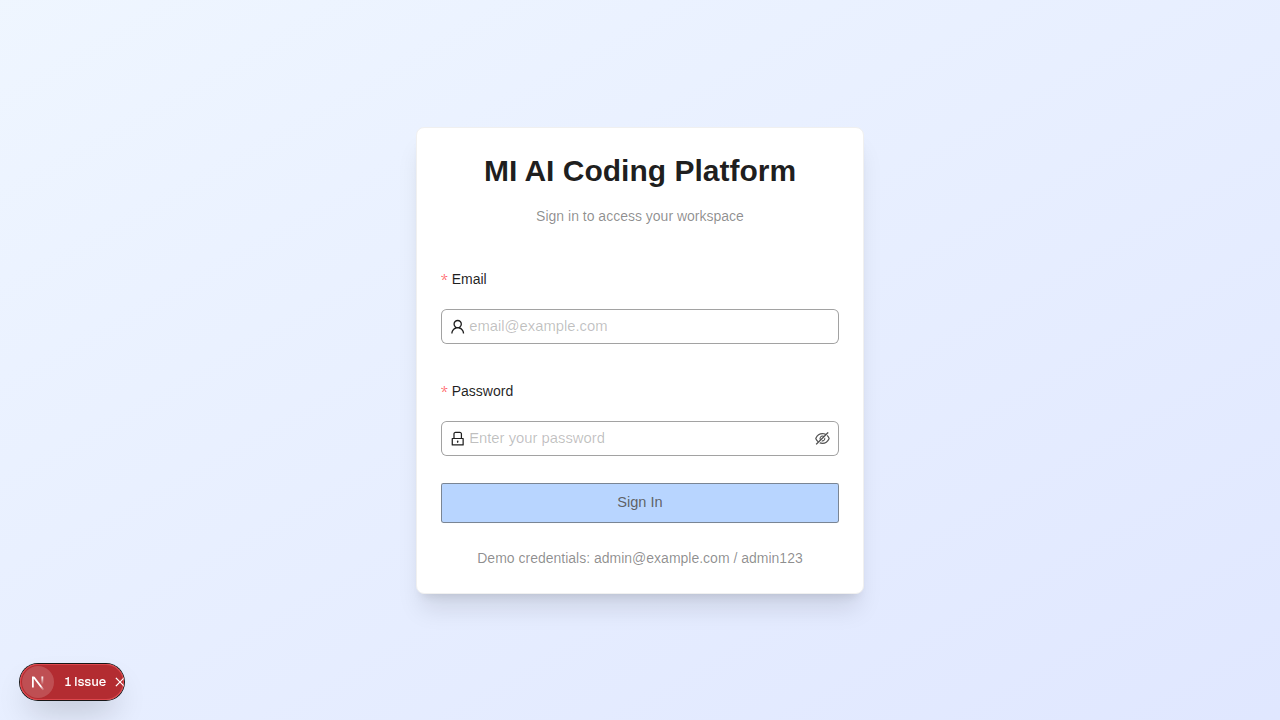 MI AI Coding Platform
Sign in to access your workspace
* Email
email@example.com
* Password
Enter your password
Sign In
Demo credentials: admin@example.com / admin123
N 1 Issue